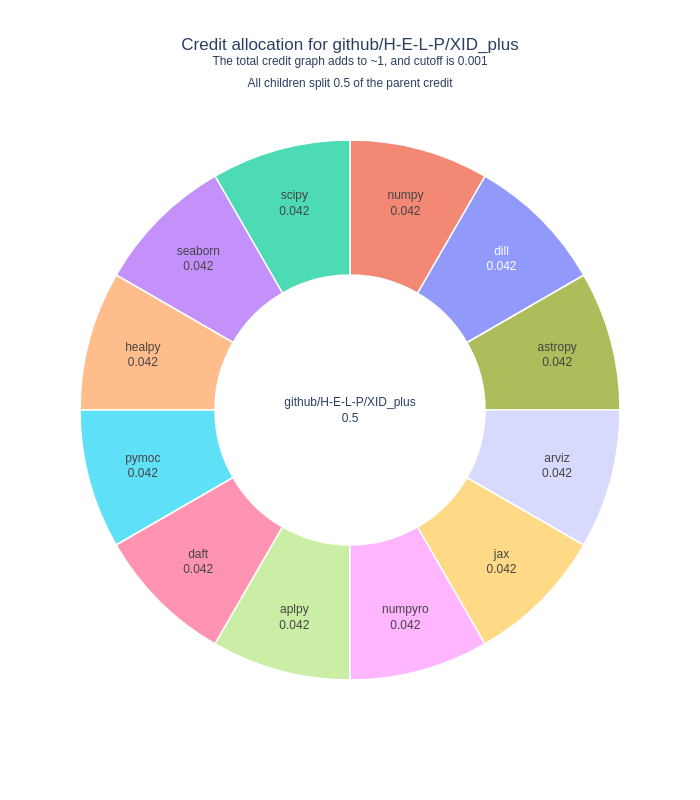 Credit allocation for github/H-E-L-P/XID_plus
The total credit graph adds to ~1, and cutoff is 0.001
All children split 0.5 of the parent credit
scipy
0.042
numpy
0.042
seaborn
0.042
dill
0.042
healpy
0.042
astropy
0.042
github/H-E-L-P/XID_plus
0.5
pymoc
0.042
arviz
0.042
daft
0.042
jax
0.042
aplpy
0.042
numpyro
0.042